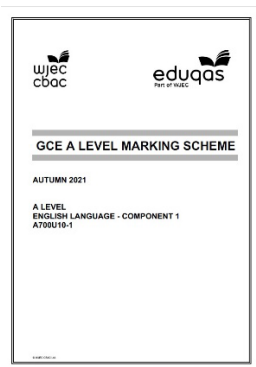 wjec
cbac
eduqas
Part of WJEC
GCE A LEVEL MARKING SCHEME
AUTUMN 2021
A LEVEL
ENGLISH LANGUAGE - COMPONENT 1
A700U10-1